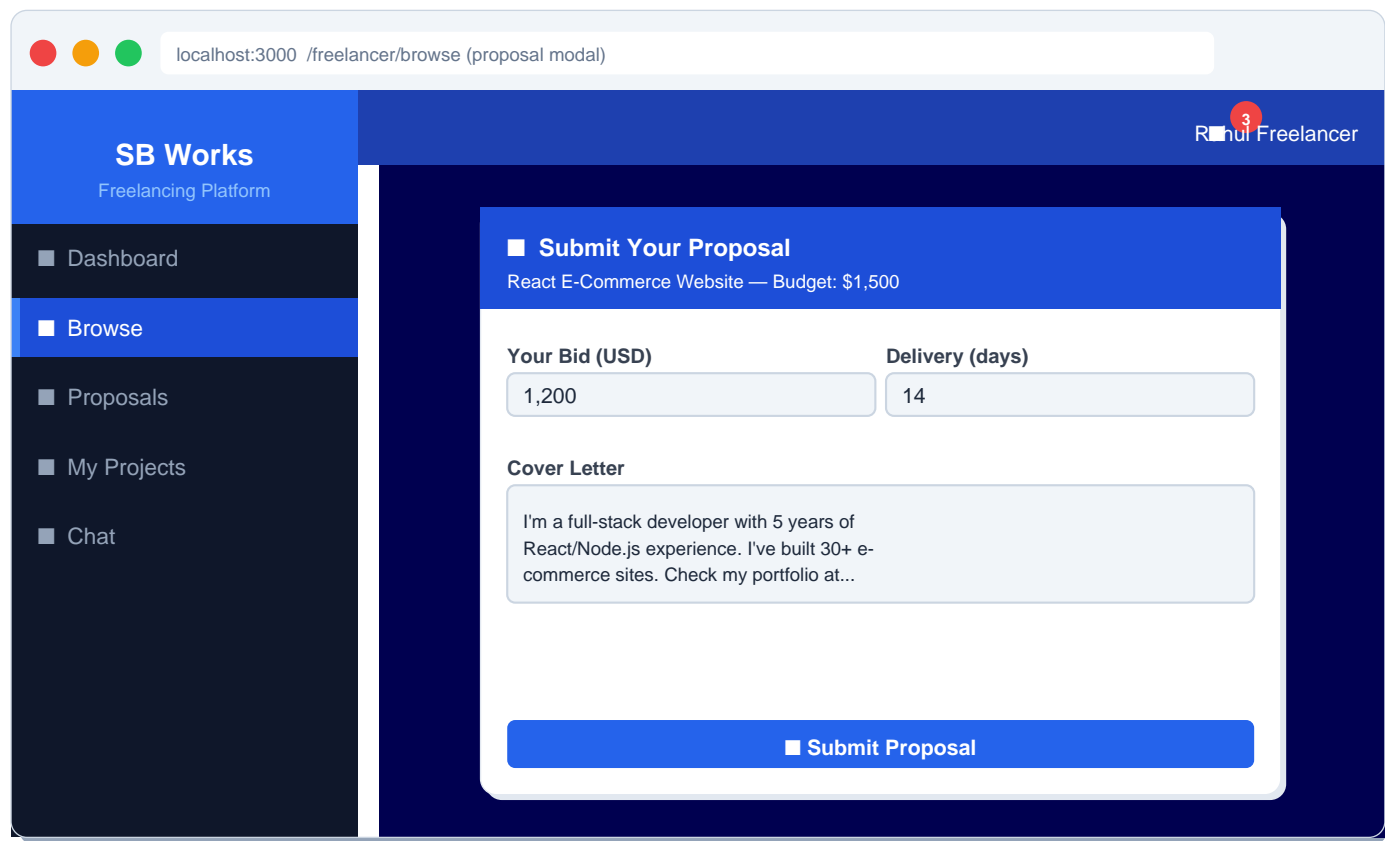 localhost:3000  /freelancer/browse (proposal modal)
SB Works
Freelancing Platform
3
Freelancer
Dashboard
Browse
Proposals
My Projects
Chat
Submit Your Proposal
React E-Commerce Website — Budget: $1,500
Your Bid (USD)
Delivery (days)
1,200
14
Cover Letter
I'm a full-stack developer with 5 years of
React/Node.js experience. I've built 30+ e-
commerce sites. Check my portfolio at...
Submit Proposal